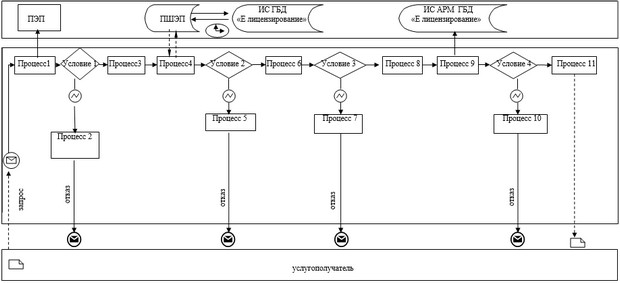 ПЭП
ПШЭП
ИС ГБД
«Е лицензирование»
ИС АРМ ГБД
«Е лицензирование»
Процесс1
Условие 1
Процесс3
Процесс4
Условие 2
Процесс 6
Условие 3
Процесс 8
Процесс 9
Условие 4
Процесс 11
Процесс 2
Процесс 5
Процесс 7
Процесс 10
запрос
отказ
отказ
отказ
отказ
услугополучатель